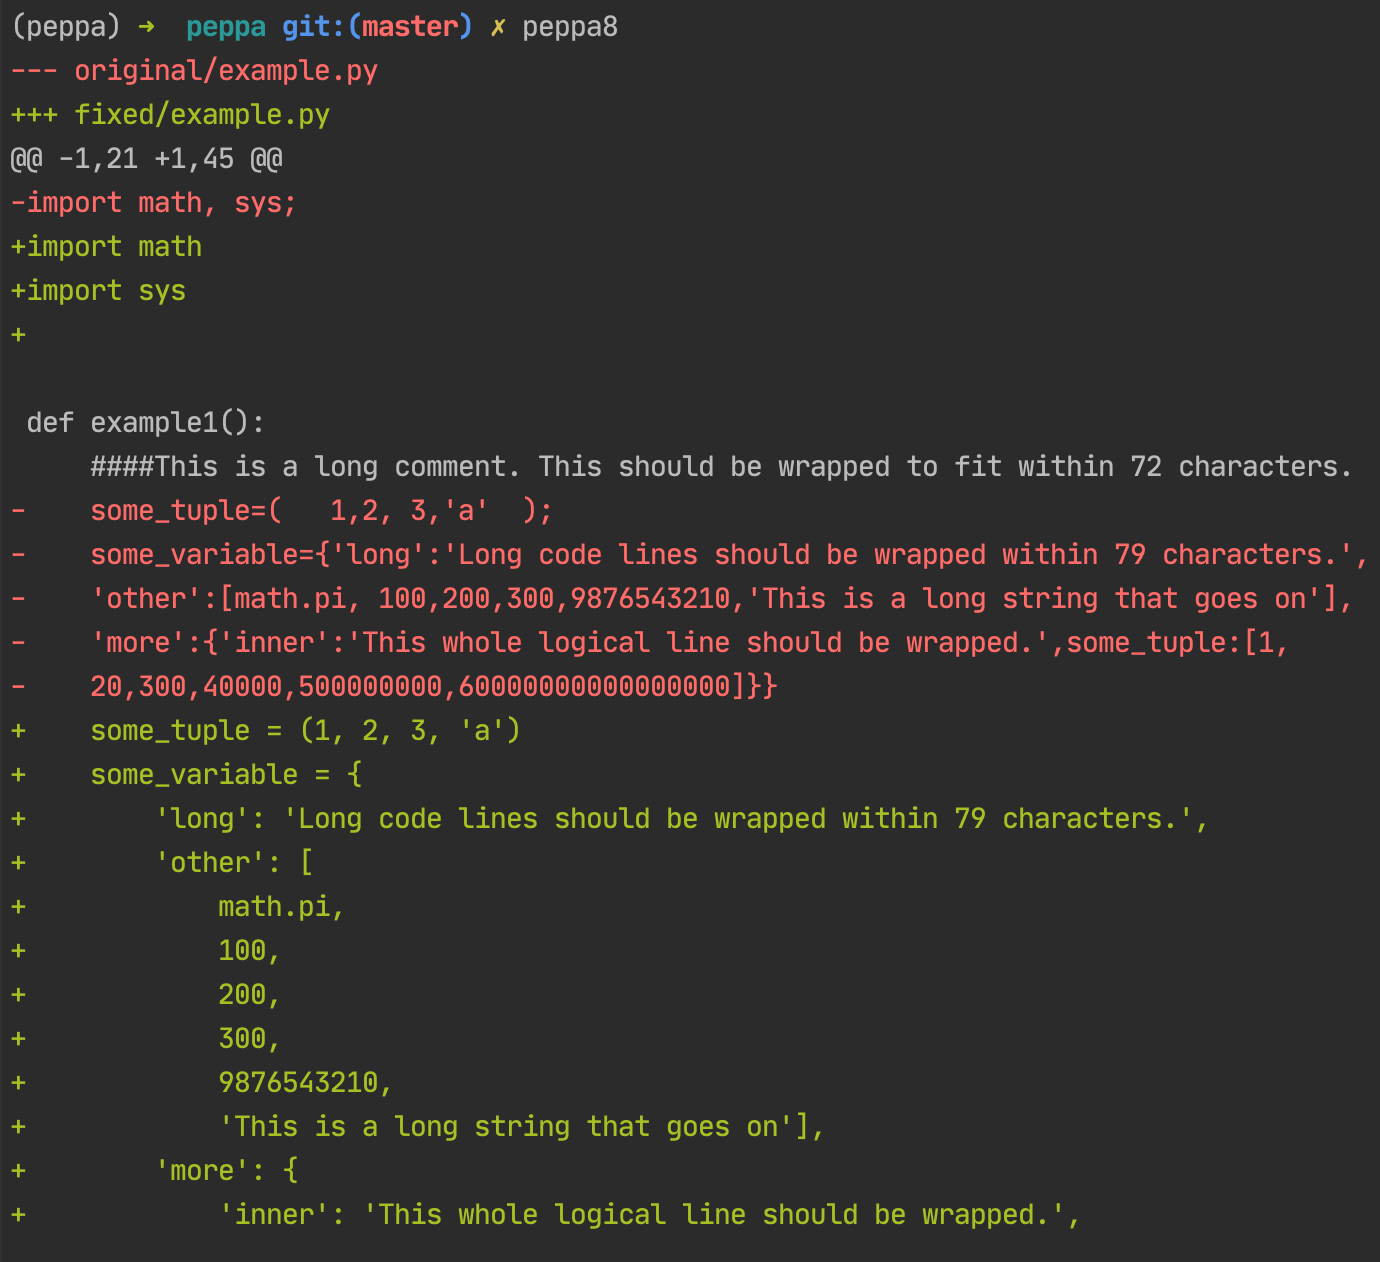 (peppa) ➜  peppa git:(master) ✗ peppa8
--- original/example.py
+++ fixed/example.py
@@ -1,21 +1,45 @@
-import math, sys;
+import math
+import sys
+

 def example1():
     ####This is a long comment. This should be wrapped to fit within 72 characters.
-    some_tuple=(   1,2, 3,'a'  );
-    some_variable={'long':'Long code lines should be wrapped within 79 characters.',
-    'other':[math.pi, 100,200,300,9876543210,'This is a long string that goes on'],
-    'more':{'inner':'This whole logical line should be wrapped.',some_tuple:[1,
-    20,300,40000,500000000,60000000000000000]}}
+    some_tuple = (1, 2, 3, 'a')
+    some_variable = {
+        'long': 'Long code lines should be wrapped within 79 characters.',
+        'other': [
+            math.pi,
+            100,
+            200,
+            300,
+            9876543210,
+            'This is a long string that goes on'],
+        'more': {
+            'inner': 'This whole logical line should be wrapped.',